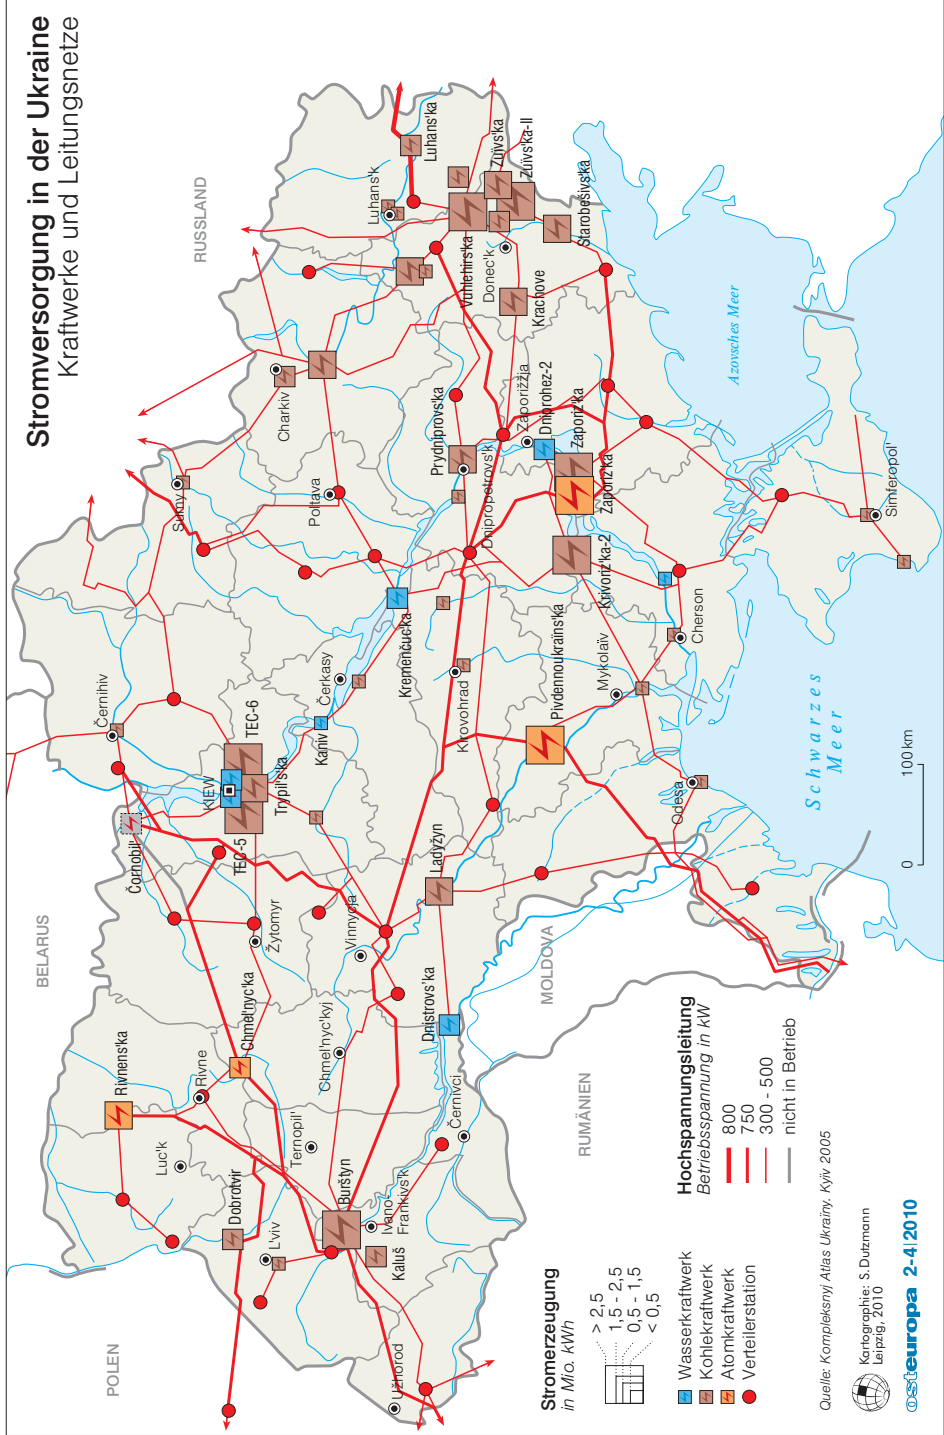 Stromversorgung in der Ukraine
Kraftwerke und Leitungsnetze
POLEN
BELARUS
RUSSLAND
MOLDOVA
RUMÄNIEN
Schwarzes
Meer
Azovsches Meer
Rivnens'ka
Luc'k
Rivne
Chmel'nyc'ka
Dobrotvir
L'viv
Ternopil'
Burštyn
Ivano-
Frankivs'k
Kaluš
Užhorod
Černivci
Chmel'nyc'kyj
Dnistrovs'ka
Žytomyr
Vinnycja
Ladyžyn
Čornobil'
Černihiv
KIEW
TEC-5
TEC-6
Trypil's'ka
Kaniv
Čerkasy
Kremenčuc'ka
Kirovohrad
Pivdennoukraïns'ka
Mykolaïv
Odesa
Cherson
Simferopol'
Sumy
Poltava
Charkiv
Prydniprovs'ka
Dnipropetrovs'k
Zaporižžja
Dniprohez-2
Zaporiz'ka
Zaporiz'ka
Krivoriz'ka-2
Luhans'k
Luhans'ka
Vuhlehirs'ka
Donec'k
Krachove
Zuïvs'ka
Zuïvs'ka-II
Starobešivs'ka
0 100 km
Stromerzeugung
in Mio. kWh
> 2,5
1,5 - 2,5
0,5 - 1,5
< 0,5
Wasserkraftwerk
Kohlekraftwerk
Atomkraftwerk
Verteilerstation
Hochspannungsleitung
Betriebsspannung in kW
800
750
300 - 500
nicht in Betrieb
Quelle: Kompleksnyj Atlas Ukraïny. Kyïv 2005
Kartographie: S. Dutzmann
Leipzig, 2010
osteuropa 2-4|2010